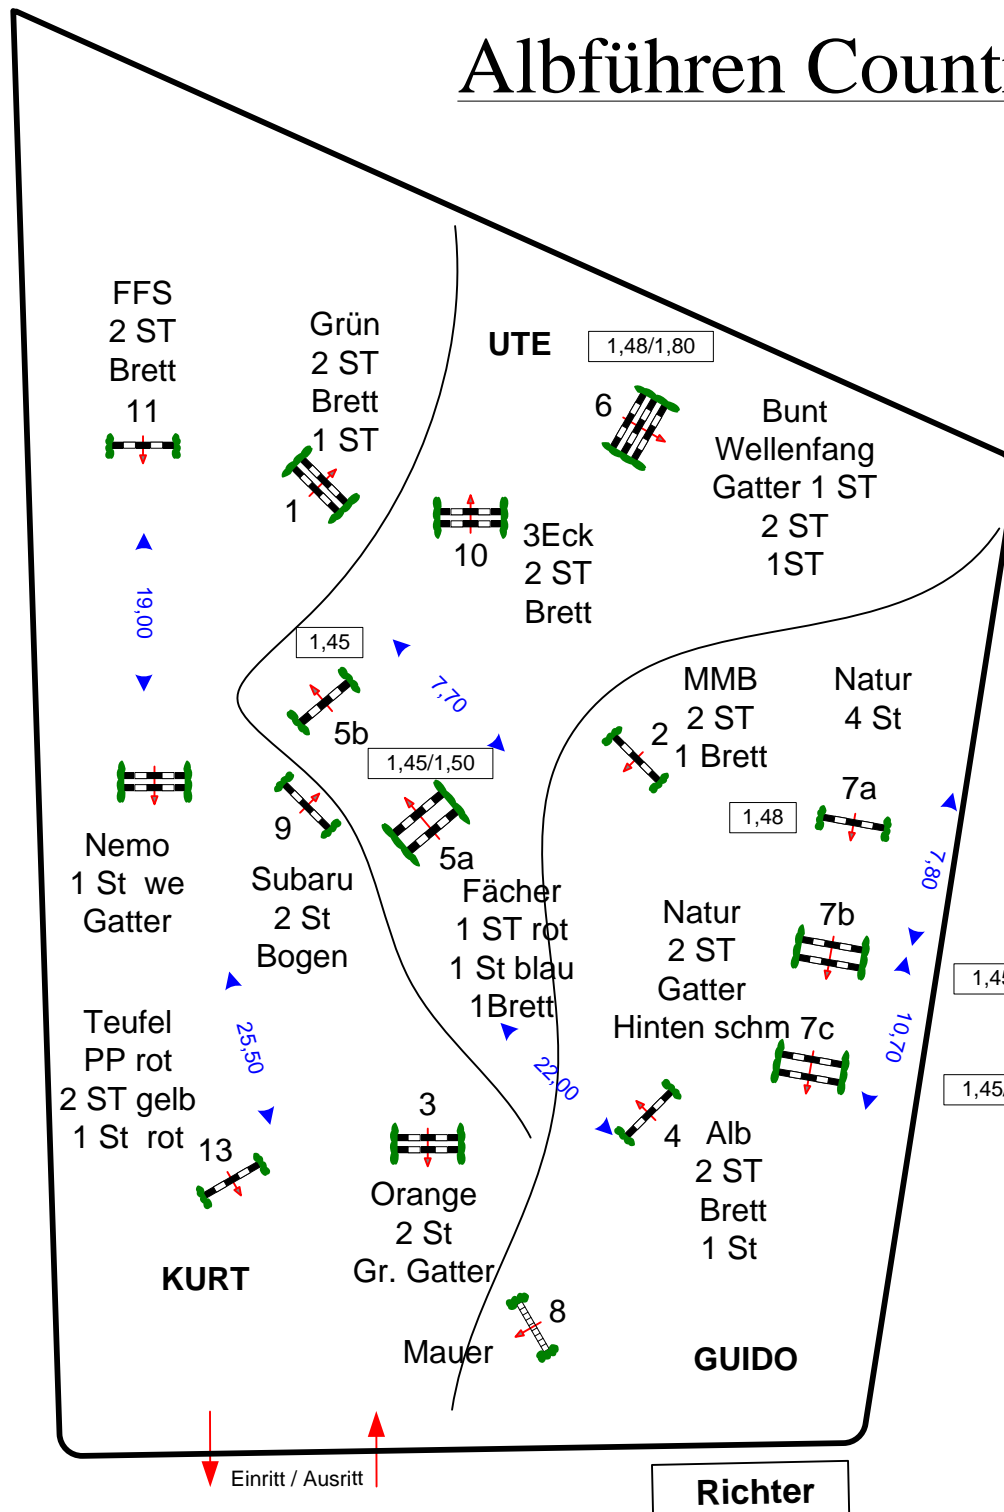 Albführen
FFS
2 ST
Brett
11
Grün
2 ST
Brett
1 ST
1
UTE
1,48/1,80
6
Bunt
Wellenfang
Gatter 1 ST
2 ST
1ST
10
3Eck
2 ST
Brett
19,00
1,45
5b
7,70
1,45/1,50
5a
MMB
2 ST
1 Brett
2
Natur
4 St
7a
1,48
7,80
Nemo
1 St we
Gatter
9
Subaru
2 St
Bogen
Fächer
1 ST rot
1 St blau
1Brett
Natur
2 ST
Gatter
Hinten schm
7b
7c
10,70
25,50
22,00
Teufel
PP rot
2 ST gelb
1 St rot
13
3
Orange
2 St
Gr. Gatter
4
Alb
2 ST
Brett
1 St
KURT
8
Mauer
GUIDO
Einritt / Ausritt
Richter